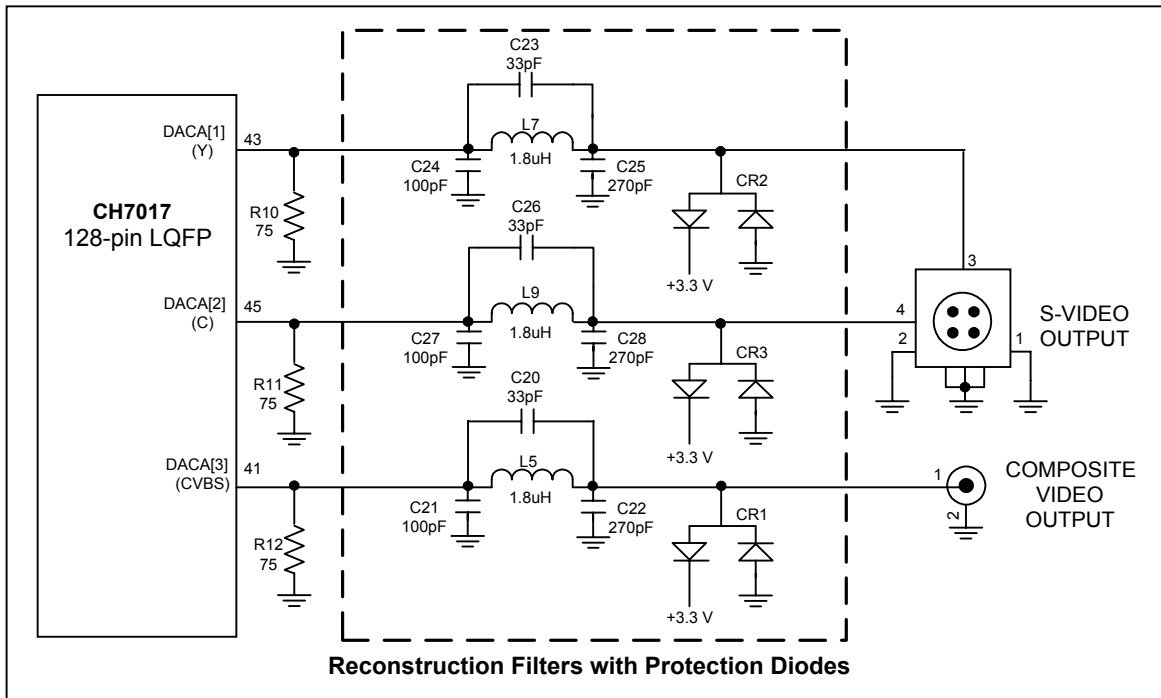 C23
33pF
DACA[1]
(Y)
43
L7
1.8uH
C24
100pF
C25
270pF
CR2
CH7017
128-pin LQFP
R10
75
C26
33pF
+3.3 V
3
DACA[2]
(C)
45
L9
1.8uH
4
S-VIDEO
OUTPUT
2
1
C27
100pF
C28
270pF
CR3
R11
75
C20
33pF
+3.3 V
DACA[3]
(CVBS)
41
L5
1.8uH
1
COMPOSITE
VIDEO
OUTPUT
2
C21
100pF
C22
270pF
CR1
R12
75
+3.3 V
Reconstruction Filters with Protection Diodes